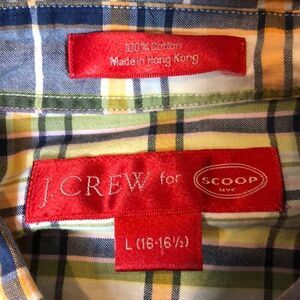 100% Cotton
Made in Hong Kong
J.CREW for SCOOP
NYC
L (16-16½)